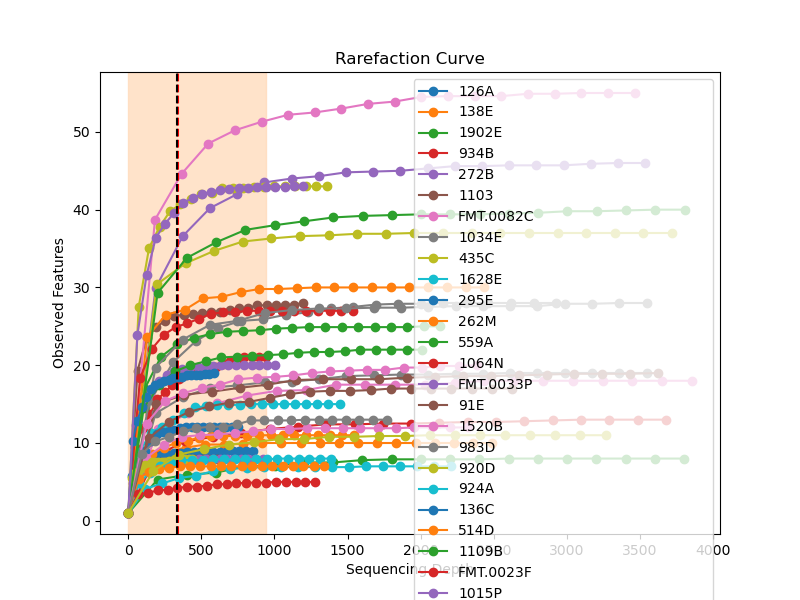 Rarefaction Curve
Observed Features
50
40
30
20
10
0
0
500
1000
1500
3000
3500
4000
Sequencing Depth
126A
138E
1902E
934B
272B
1103
FMT.0082C
1034E
435C
1628E
295E
262M
559A
1064N
FMT.0033P
91E
1520B
983D
920D
924A
136C
514D
1109B
FMT.0023F
1015P